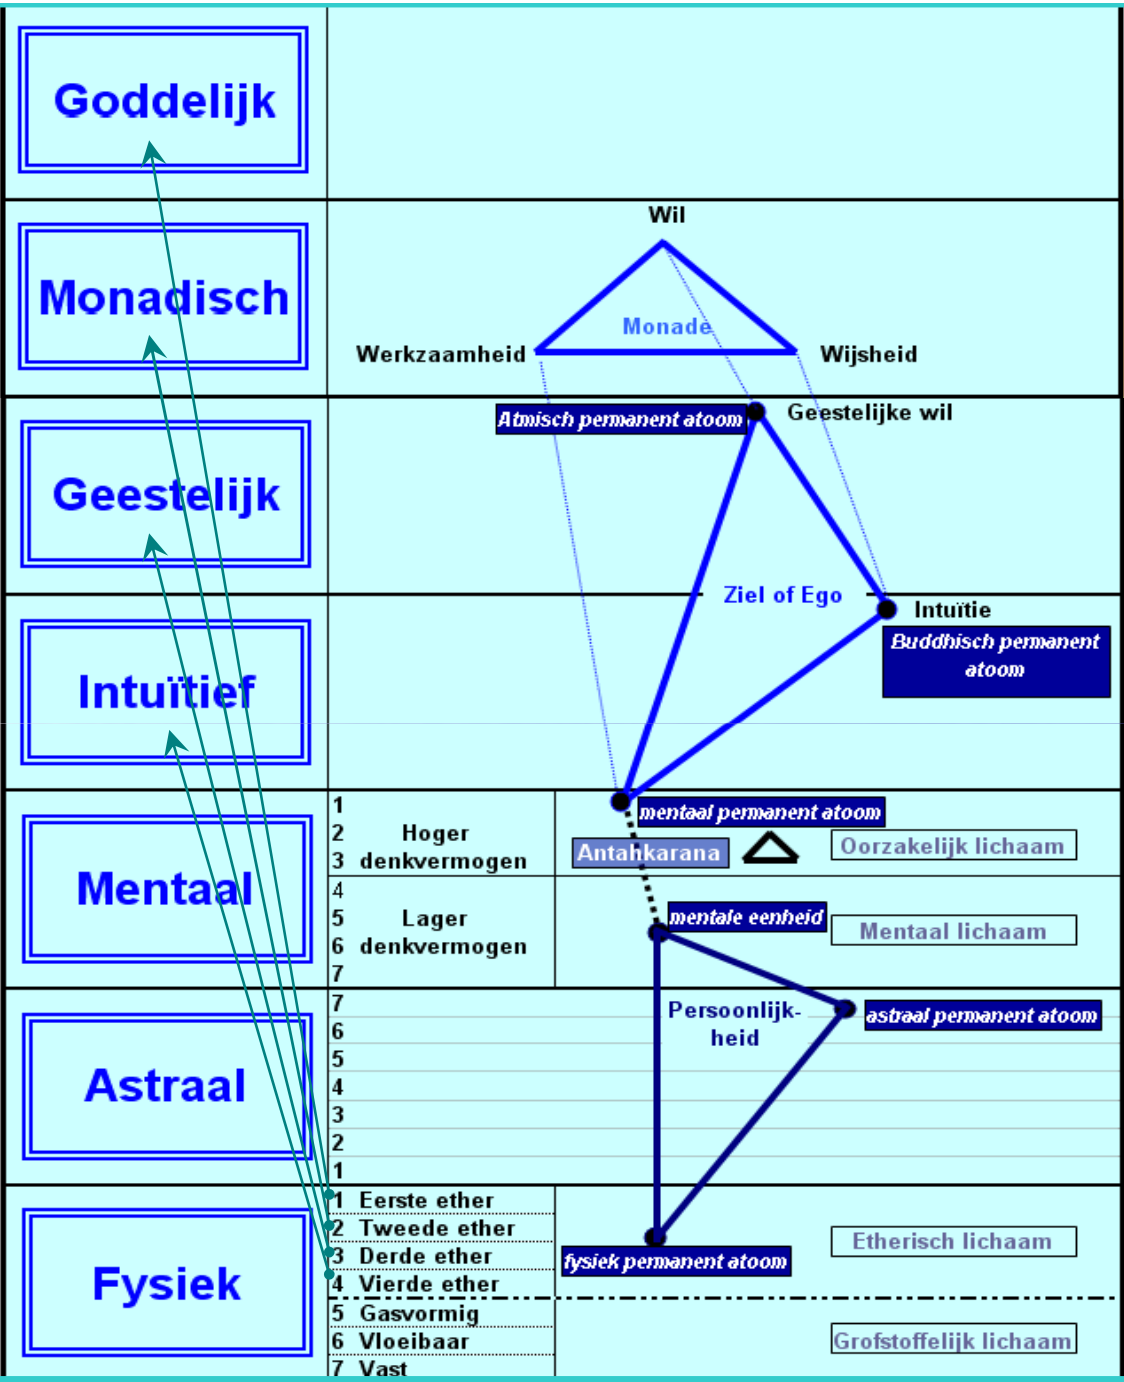 Goddelijk
Wil
Monadisch
Monade
Werkzaamheid
Wijsheid
Atmisch permanent atoom
Geestelijke wil
Geestelijk
Ziel of Ego
Intuïtie
Buddhisch permanent
atoom
Intuïtief
Mentaal
1
2 Hoger
3 denkvermogen
mentaal permanent atoom
Antahkarana
Oorzakelijk lichaam
4
5 Lager
6 denkvermogen
7
mentale eenheid
Mentaal lichaam
Astraal
7
6
5
4
3
2
1
Persoonlijk-
heid
astraal permanent atoom
Fysiek
1 Eerste ether
2 Tweede ether
3 Derde ether
4 Vierde ether
5 Gasvormig
6 Vloeibaar
7 Vast
fysiek permanent atoom
Etherisch lichaam
Grofstoffelijk lichaam